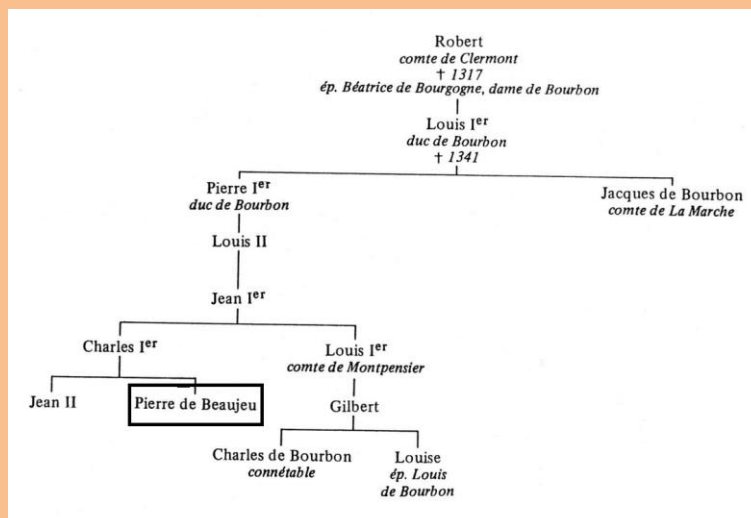 Robert
comte de Clermont
† 1317
ép. Béatrice de Bourgogne, dame de Bourbon
Louis Ier
duc de Bourbon
† 1341
Pierre Ier
duc de Bourbon
Jacques de Bourbon
comte de La Marche
Louis II
Jean Ier
Charles Ier
Louis Ier
comte de Montpensier
Jean II
Pierre de Beaujeu
Gilbert
Charles de Bourbon
connétable
Louise
ép. Louis
de Bourbon